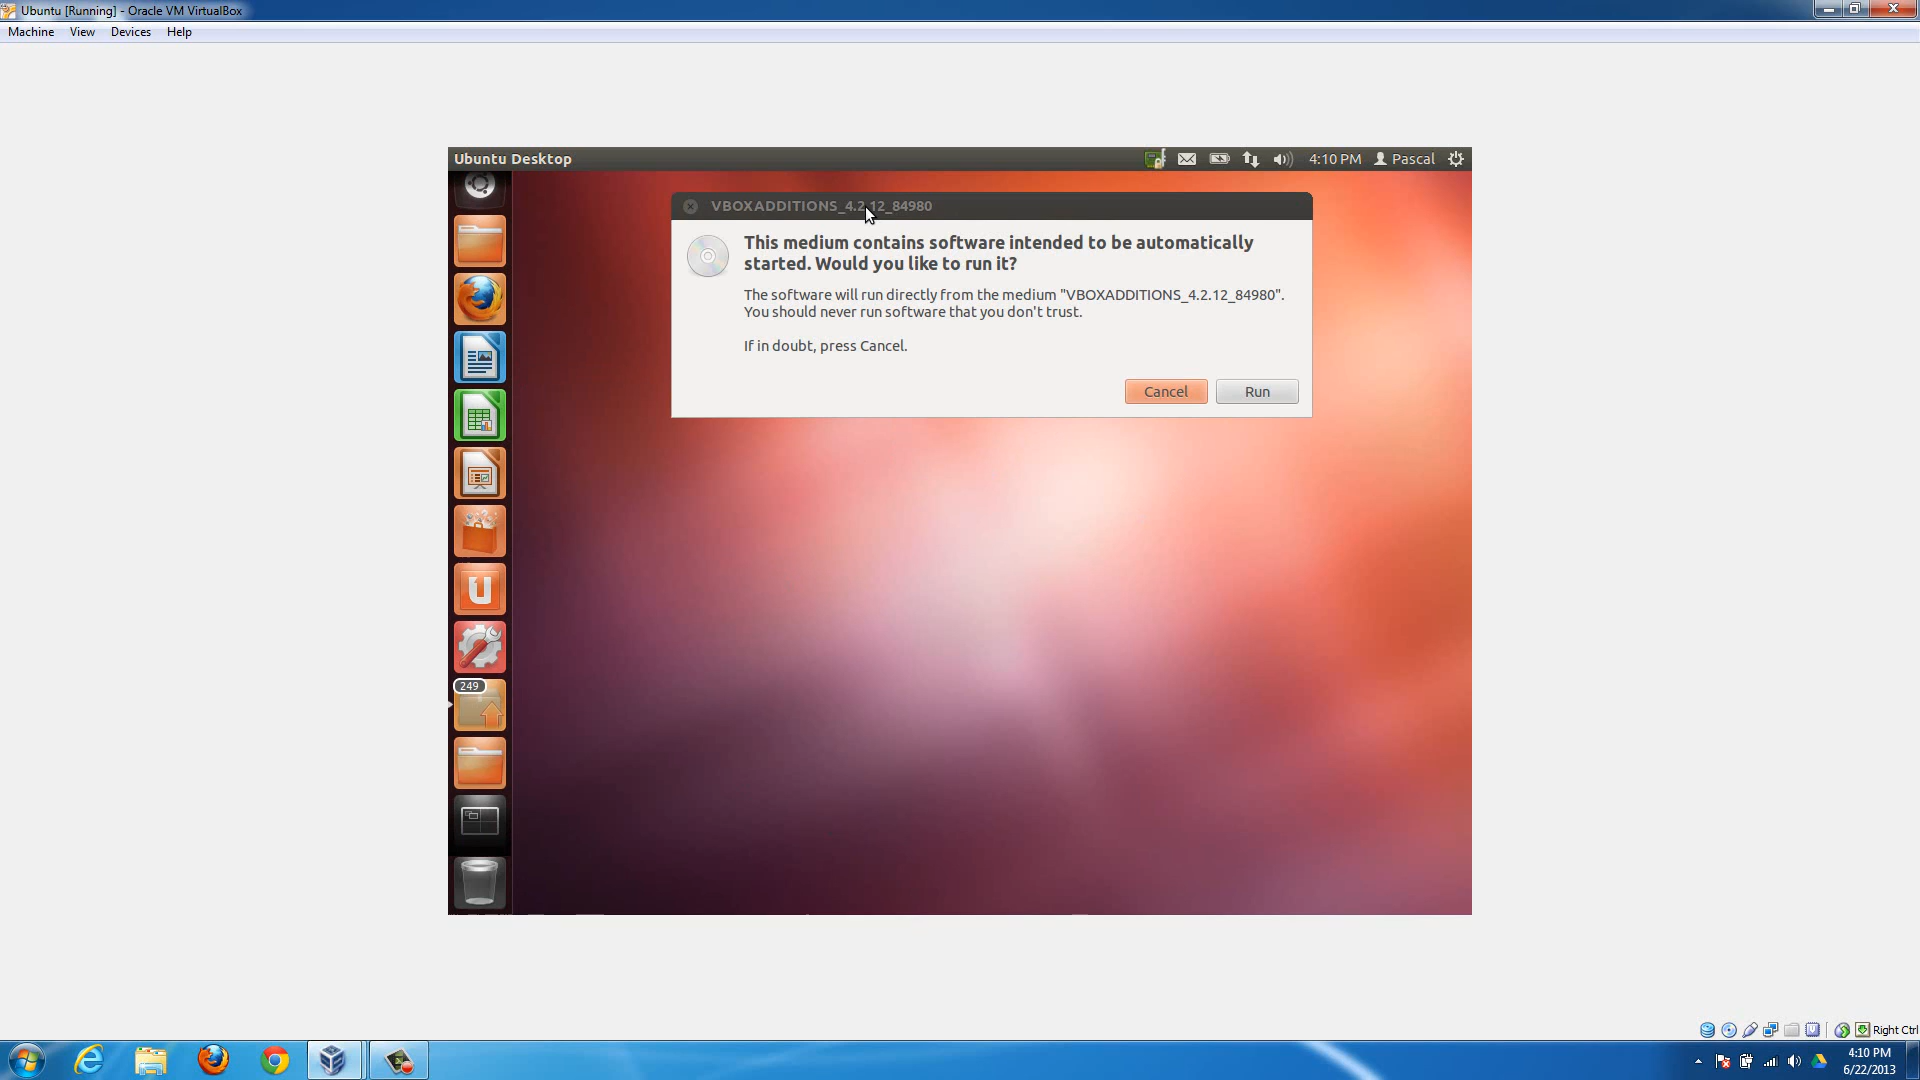 Ubuntu [Running] - Oracle VM VirtualBox
Machine View Devices Help
Ubuntu Desktop 4:10 PM Pascal
VBOXADDITIONS_4.2.12_84980
This medium contains software intended to be automatically
started. Would you like to run it?
The software will run directly from the medium "VBOXADDITIONS_4.2.12_84980".
You should never run software that you don't trust.
If in doubt, press Cancel.
Cancel Run
249
Right Ctrl
4:10 PM
6/22/2013